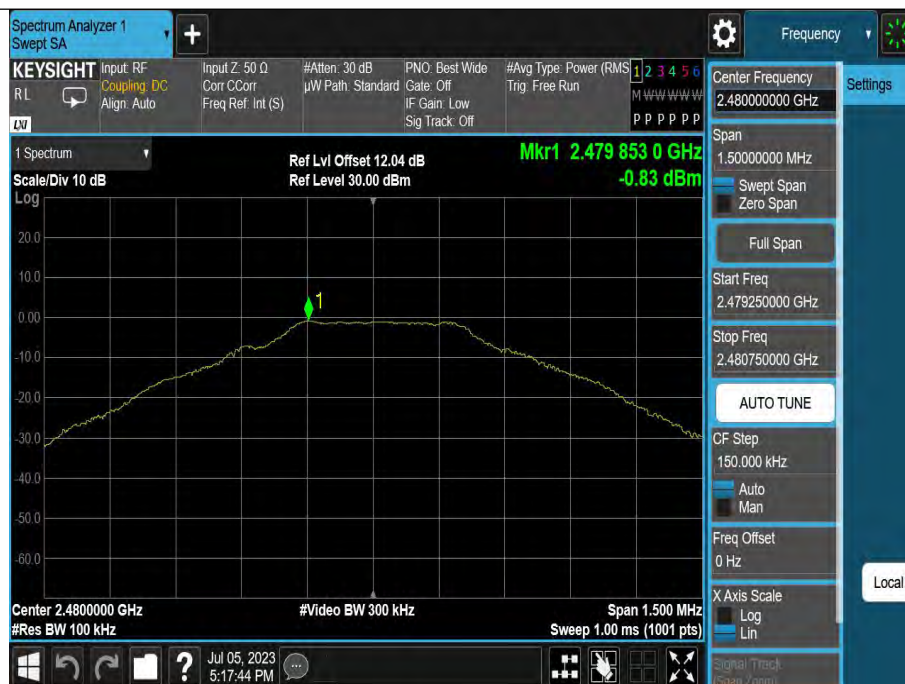 Spectrum Analyzer 1
Swept SA
+
Frequency
KEYSIGHT
RL
LXI
Input: RF
Coupling: DC
Align: Auto
Input Z: 50 Ω
Corr CCorr
Freq Ref: Int (S)
#Atten: 30 dB
µW Path: Standard
PNO: Best Wide
Gate: Off
IF Gain: Low
Sig Track: Off
#Avg Type: Power (RMS
Trig: Free Run
1 2 3 4 5 6
M W W W W W
P P P P P P
1 Spectrum
Scale/Div 10 dB
Ref Lvl Offset 12.04 dB
Ref Level 30.00 dBm
Mkr1 2.479 853 0 GHz
-0.83 dBm
Log
20.0
10.0
0.00
-10.0
-20.0
-30.0
-40.0
-50.0
-60.0
1
Center 2.4800000 GHz
#Res BW 100 kHz
#Video BW 300 kHz
Span 1.500 MHz
Sweep 1.00 ms (1001 pts)
Jul 05, 2023
5:17:44 PM
?
Center Frequency
2.480000000 GHz
Span
1.50000000 MHz
Swept Span
Zero Span
Full Span
Start Freq
2.479250000 GHz
Stop Freq
2.480750000 GHz
AUTO TUNE
CF Step
150.000 kHz
Auto
Man
Freq Offset
0 Hz
X Axis Scale
Log
Lin
Signal Track
(Span Zoom)
Settings
Local